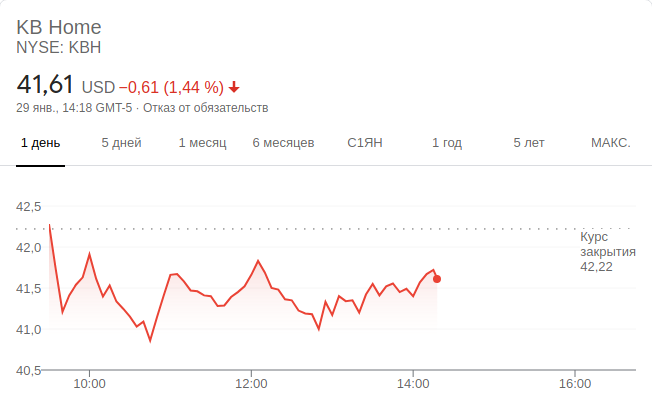 KB Home
NYSE: KBH
41,61 USD −0,61 (1,44 %)
29 янв., 14:18 GMT-5 · Отказ от обязательств
1 день 5 дней 1 месяц 6 месяцев С1ЯН 1 год 5 лет МАКС.
42,5
Курс
закрытия
42,22
42,0
41,5
41,0
40,5
10:00 12:00 14:00 16:00